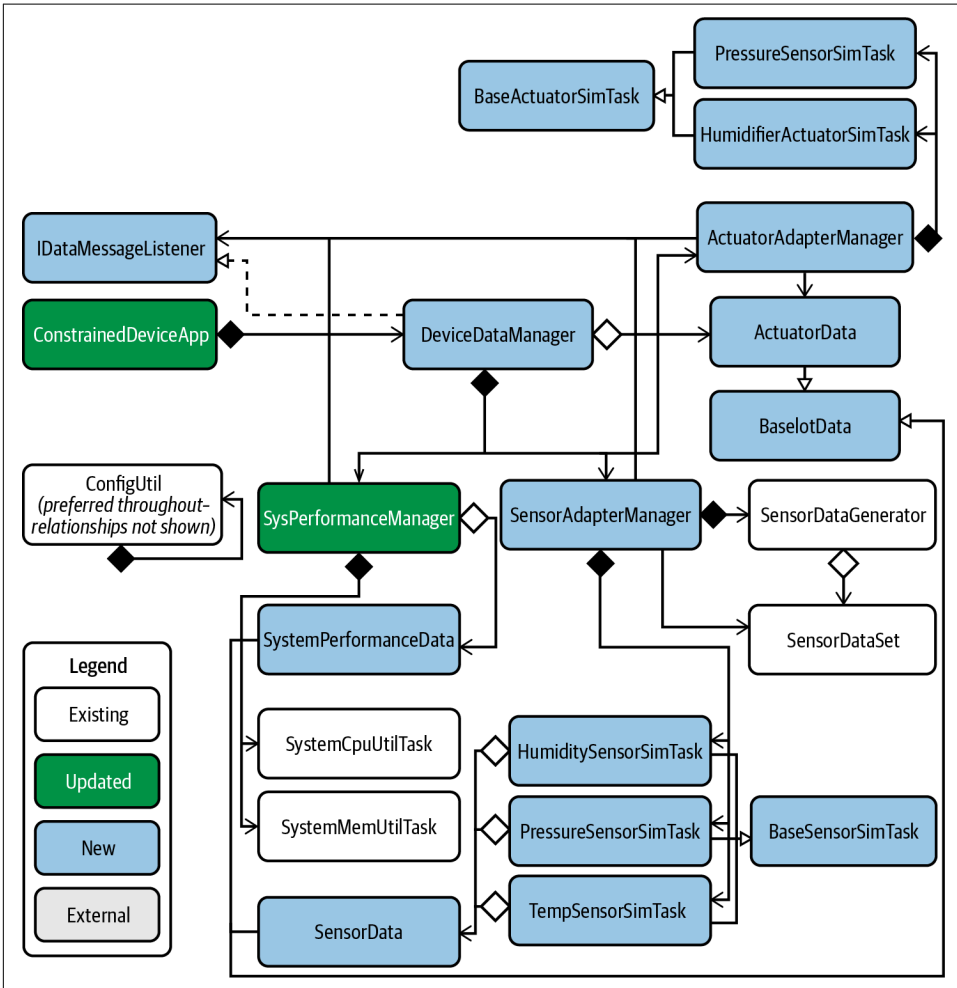 PressureSensorSimTask
BaseActuatorSimTask
HumidifierActuatorSimTask
IDataMessageListener
ActuatorAdapterManager
ConstrainedDeviceApp
DeviceDataManager
ActuatorData
BaseIotData
ConfigUtil
(preferred throughout–
relationships not shown)
SysPerformanceManager
SensorAdapterManager
SensorDataGenerator
SystemPerformanceData
SensorDataSet
Legend
Existing
Updated
New
External
SystemCpuUtilTask
HumiditySensorSimTask
SystemMemUtilTask
PressureSensorSimTask
BaseSensorSimTask
SensorData
TempSensorSimTask